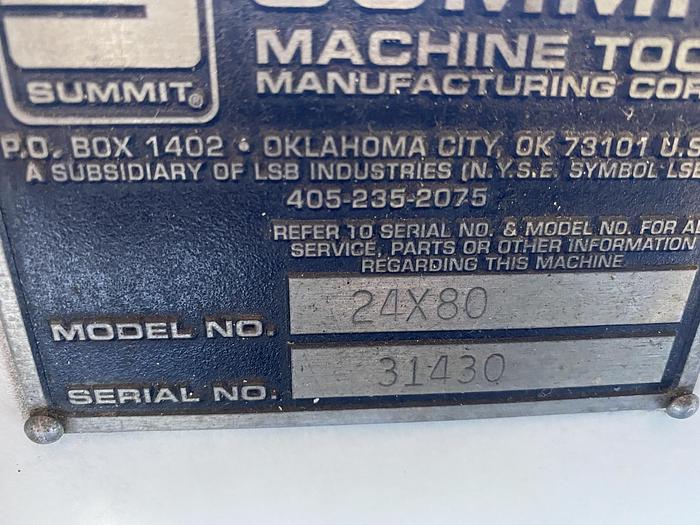 SUMMIT®
MACHINE TOO
MANUFACTURING COR
P.O. BOX 1402 • OKLAHOMA CITY, OK 73101 U.S
A SUBSIDIARY OF LSB INDUSTRIES (N.Y.S.E. SYMBOL-LSB
405-235-2075
REFER TO SERIAL NO. & MODEL NO. FOR AL
SERVICE, PARTS OR OTHER INFORMATION
REGARDING THIS MACHINE
MODEL NO. 24X80
SERIAL NO. 31430